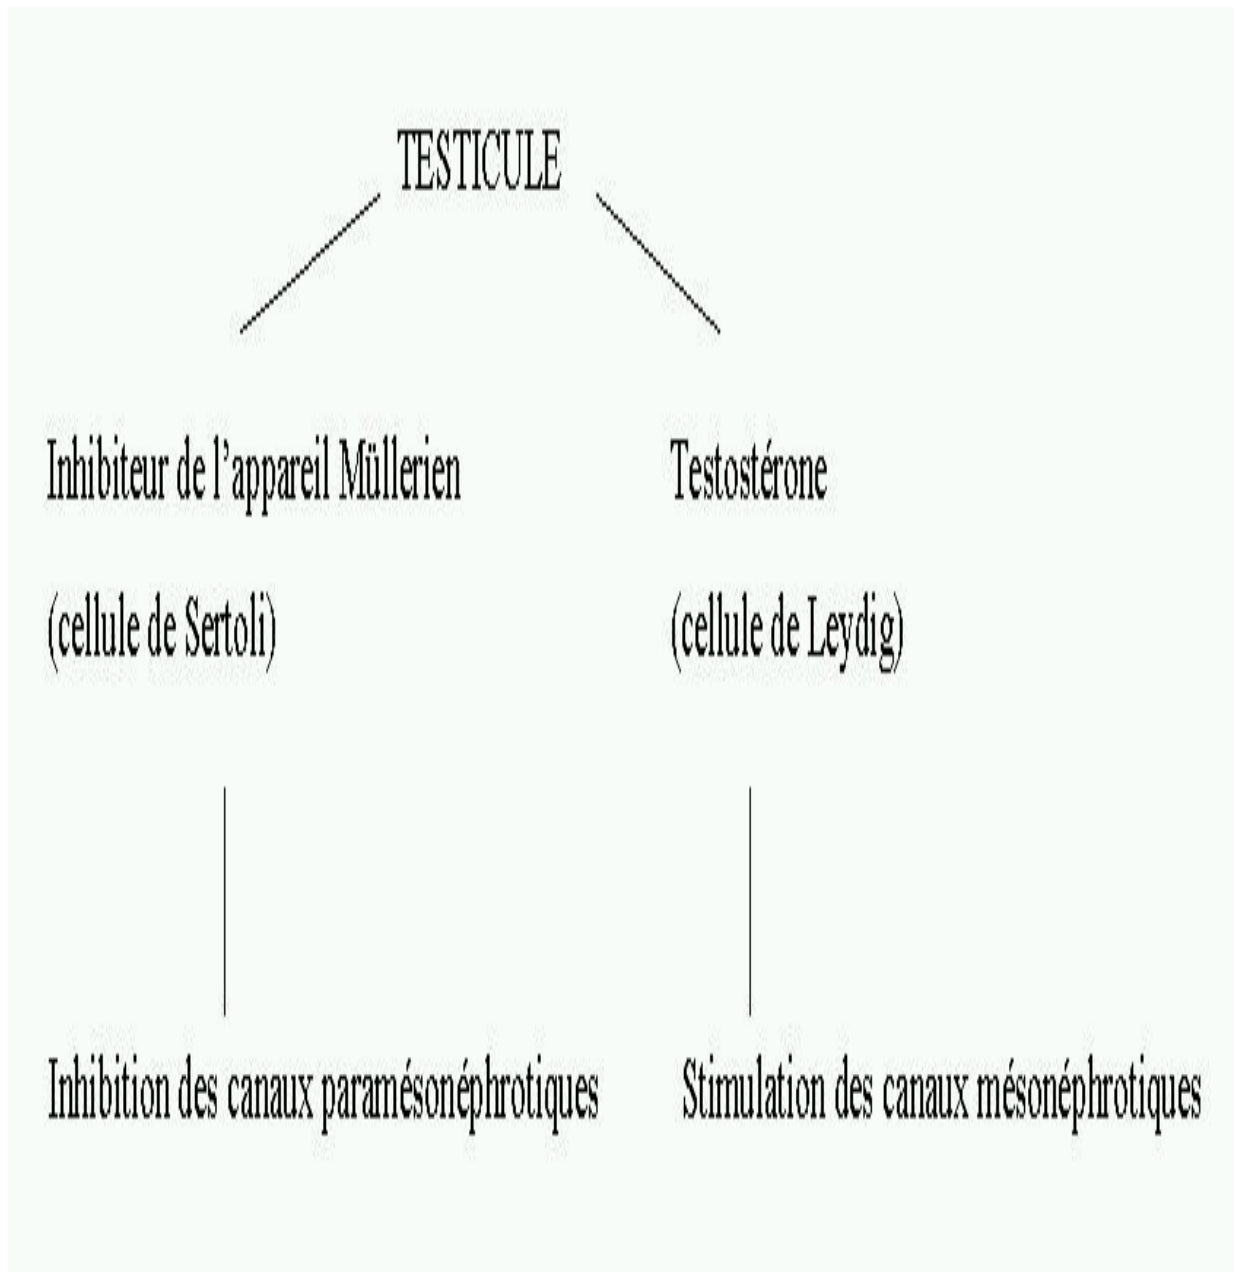 TESTICULE
Inhibiteur de l’appareil Müllerien
Testostérone
(cellule de Sertoli)
(cellule de Leydig)
Inhibition des canaux paramésonéphrotiques
Stimulation des canaux mésonéphrotiques